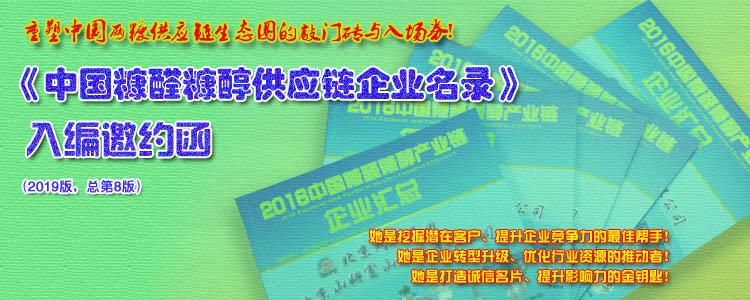 重塑中国两糠供应链生态圈的敲门砖与入场券!
《中国糠醛糠醇供应链企业名录》
入编邀约函
(2019版，总第8版)
2018中国糠醛糠醇产业链
企业汇总
她是挖掘潜在客户、提升企业竞争力的最佳帮手!
她是企业转型升级、优化行业资源的推动者!
她是打造诚信名片、提升影响力的金钥匙!